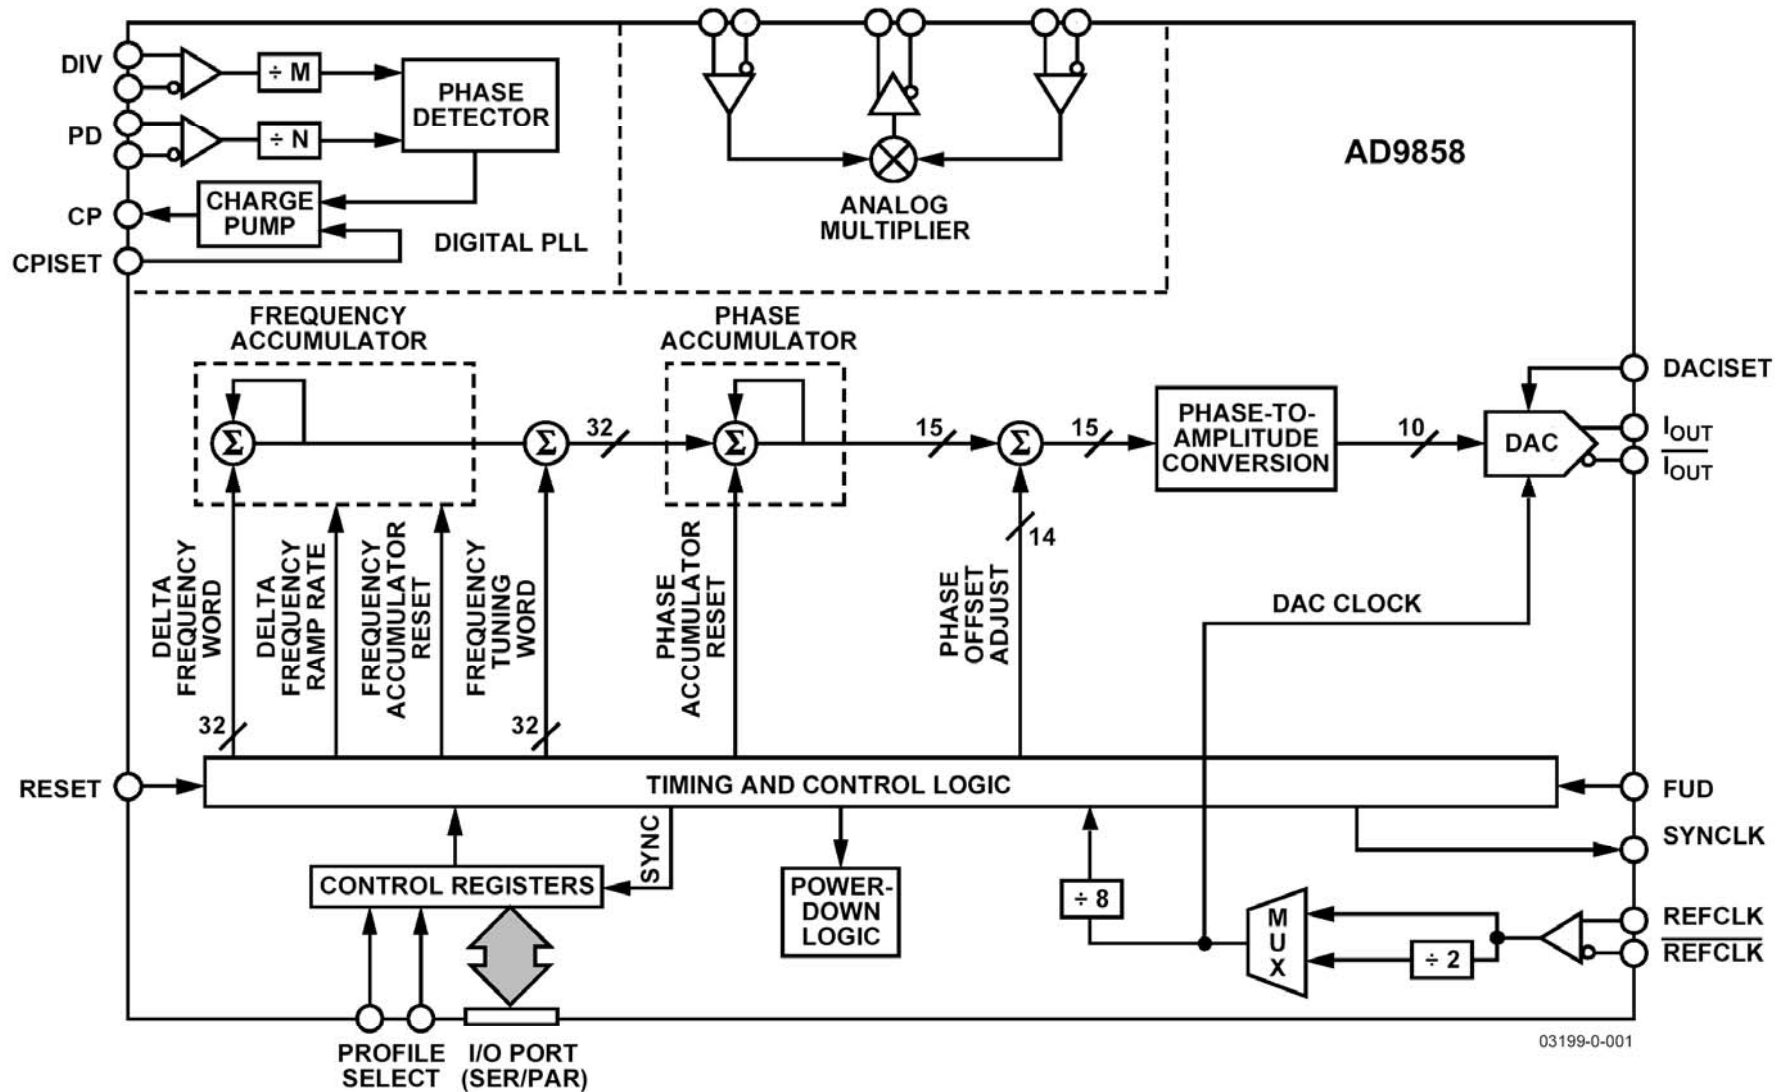 DIV
÷ M
PHASE
DETECTOR
PD
÷ N
CHARGE
PUMP
CP
CPISET
DIGITAL PLL
ANALOG
MULTIPLIER
AD9858
FREQUENCY
ACCUMULATOR
PHASE
ACCUMULATOR
DACISET
Σ
Σ
32
Σ
15
Σ
15
PHASE-TO-
AMPLITUDE
CONVERSION
10
DAC
IOUT
IOUT
DELTA
FREQUENCY
WORD
32
DELTA
FREQUENCY
RAMP RATE
FREQUENCY
ACCUMULATOR
RESET
FREQUENCY
TUNING
WORD
32
PHASE
ACCUMULATOR
RESET
PHASE
OFFSET
ADJUST
14
DAC CLOCK
RESET
TIMING AND CONTROL LOGIC
FUD
SYNCLK
SYNC
CONTROL REGISTERS
POWER-
DOWN
LOGIC
÷ 8
MUX
÷ 2
REFCLK
REFCLK
PROFILE
SELECT
I/O PORT
(SER/PAR)
03199-0-001